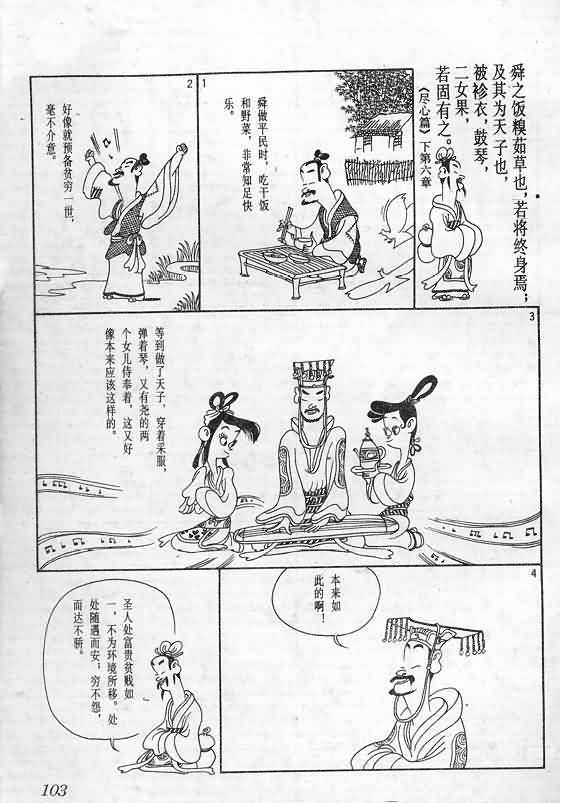 舜之饭糗茹草也，若将终身焉；
及其为天子也，
被袗衣，鼓琴，
二女果，
若固有之。
《尽心篇》下第六章
1
舜做平民时，吃干饭
和野菜，非常知足快
乐。
2
好像就预备贫穷一世，
毫不介意。
3
等到做了天子，穿着采服，
弹着琴，又有尧的两
个女儿侍奉着，这又好
像本来应该这样的。
4
本来如
此的啊！
圣人处富贵贫贱如
一，不为环境所移。处
处随遇而安；穷不怨，
而达不骄。
103